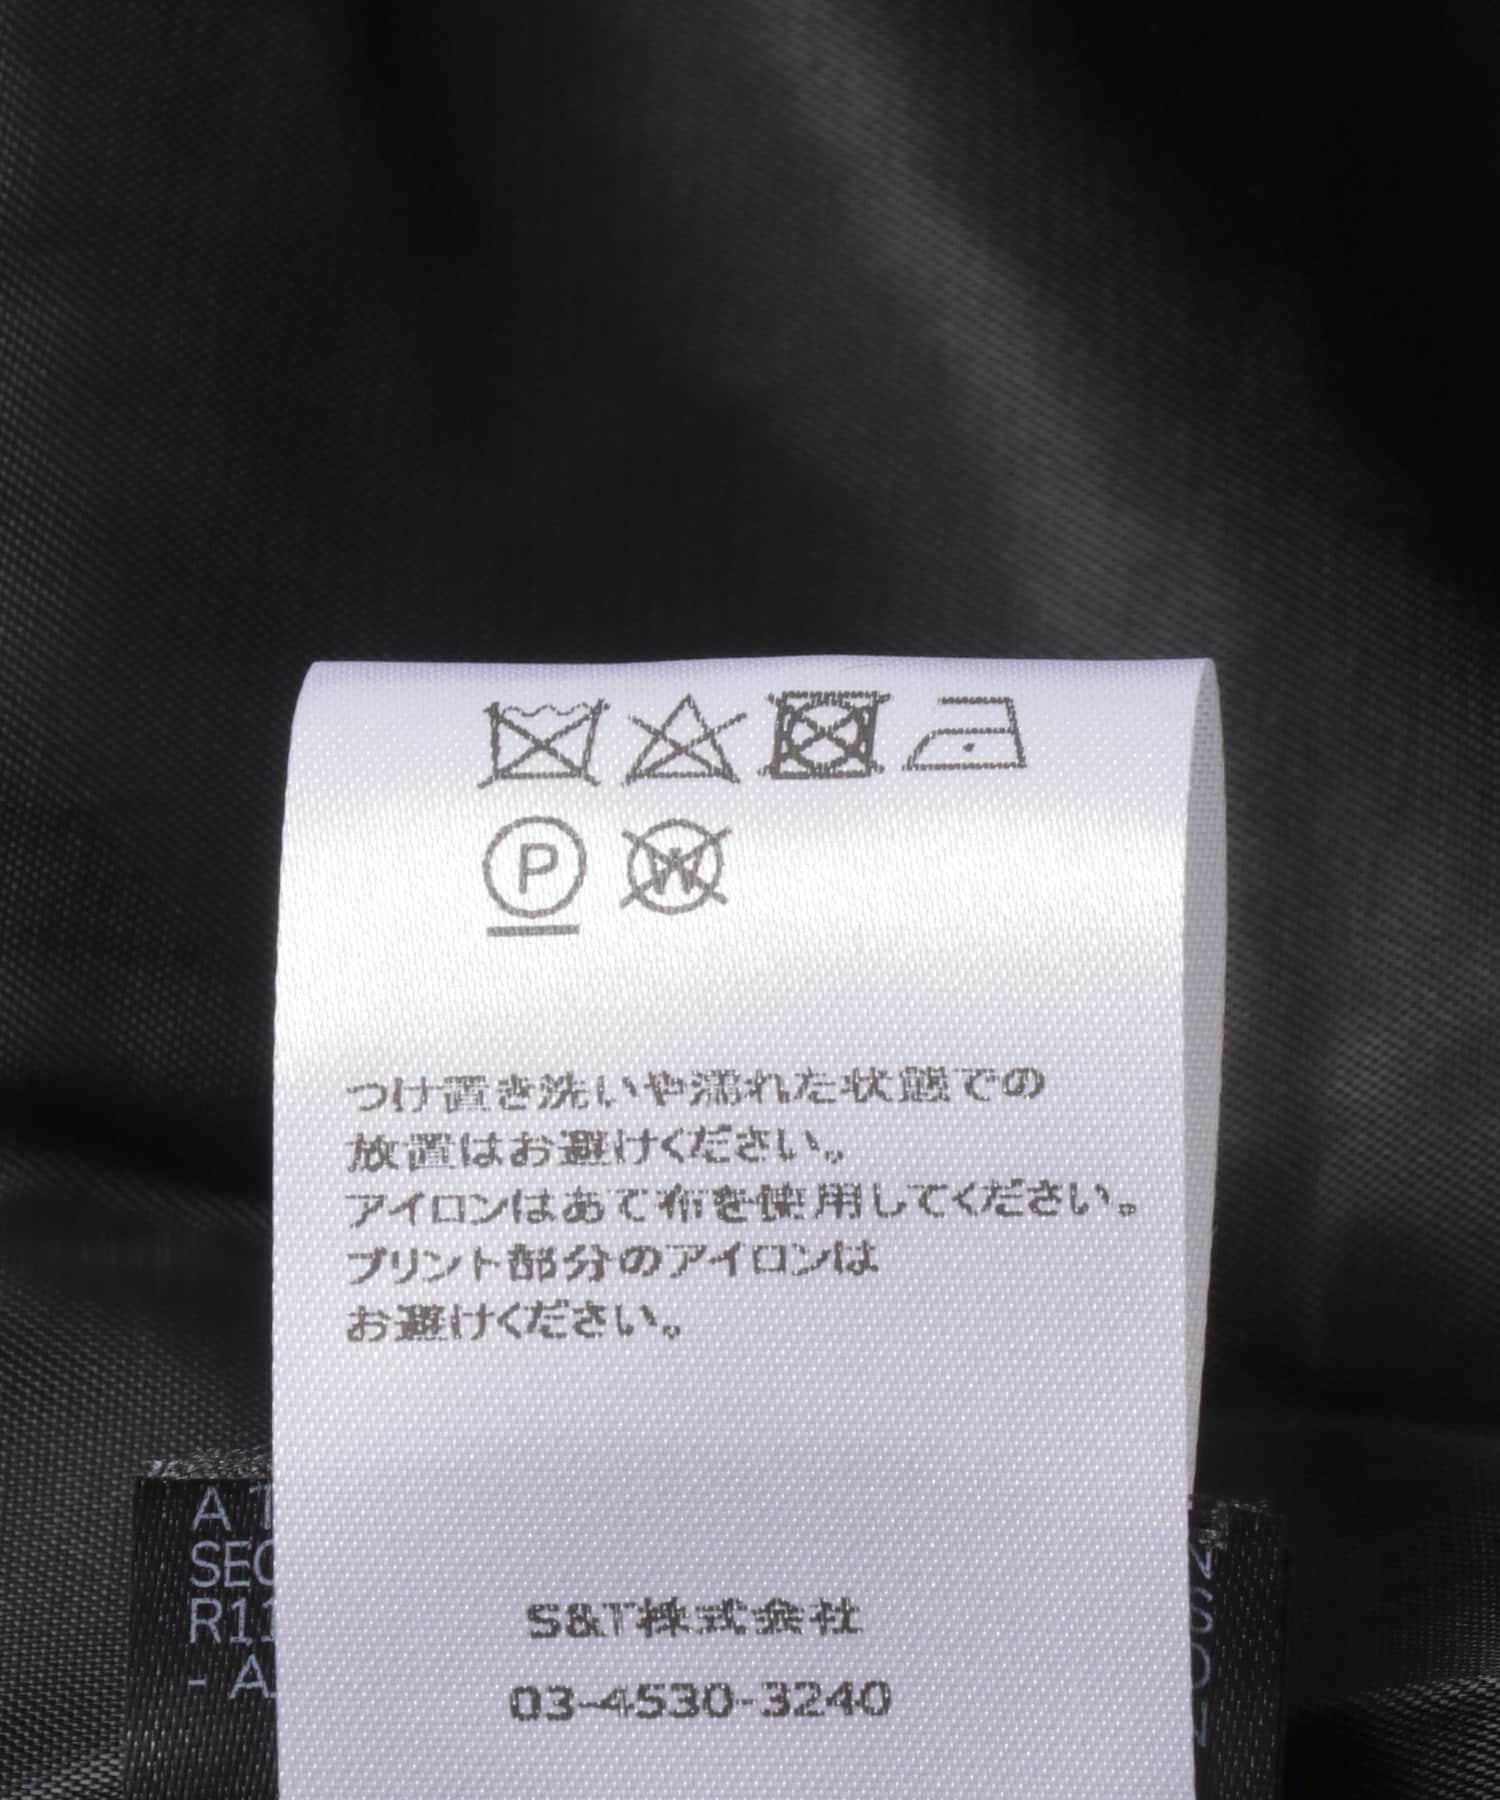 P W
つけ置き洗いや濡れた状態での
放置はお避けください。
アイロンはあて布を使用してください。
プリント部分のアイロンは
お避けください。
S&T株式会社
03-4530-3240
A
R11
- A